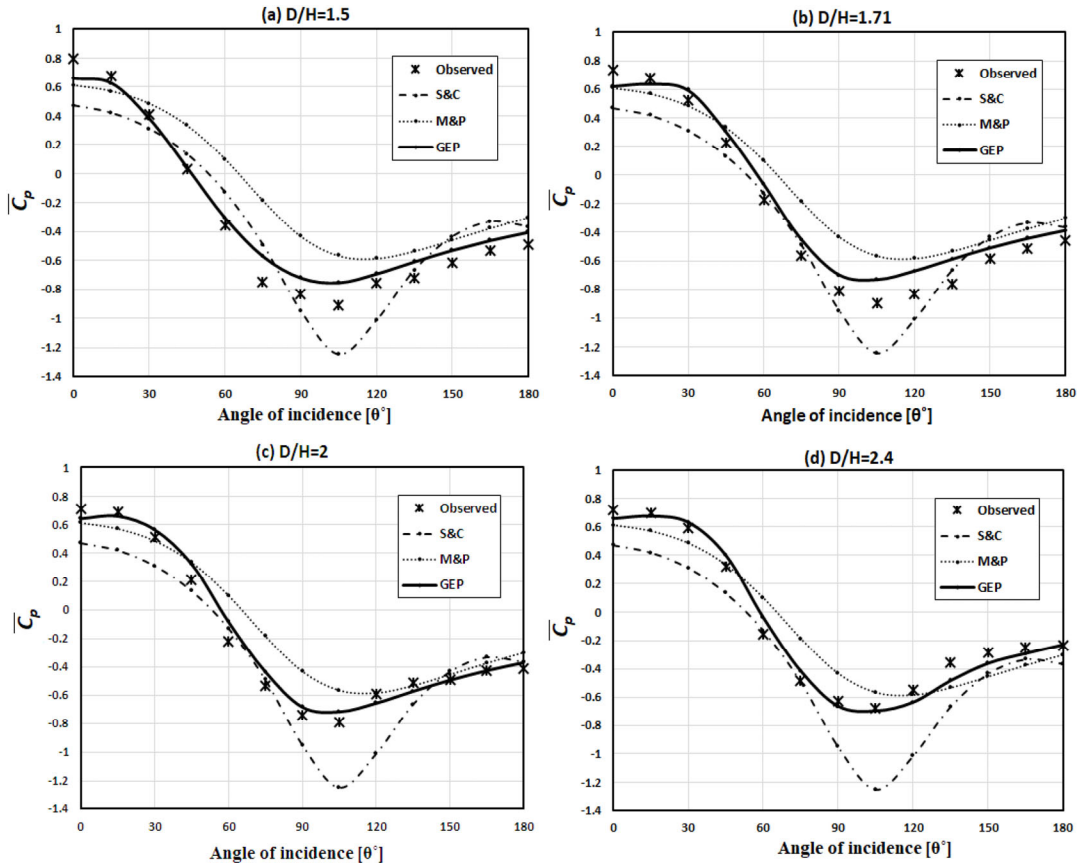 (a) D/H=1.5
1
0.8
0.6
0.4
0.2
0
-0.2
-0.4
-0.6
-0.8
-1
-1.2
-1.4
Cp
Observed
S&C
M&P
GEP
0 30 60 90 120 150 180
Angle of incidence [θ°]
(b) D/H=1.71
1
0.8
0.6
0.4
0.2
0
-0.2
-0.4
-0.6
-0.8
-1
-1.2
-1.4
Cp
Observed
S&C
M&P
GEP
0 30 60 90 120 150 180
Angle of incidence [θ°]
(c) D/H=2
1
0.8
0.6
0.4
0.2
0
-0.2
-0.4
-0.6
-0.8
-1
-1.2
-1.4
Cp
Observed
S&C
M&P
GEP
0 30 60 90 120 150 180
Angle of incidence [θ°]
(d) D/H=2.4
1
0.8
0.6
0.4
0.2
0
-0.2
-0.4
-0.6
-0.8
-1
-1.2
-1.4
Cp
Observed
S&C
M&P
GEP
0 30 60 90 120 150 180
Angle of incidence [θ°]